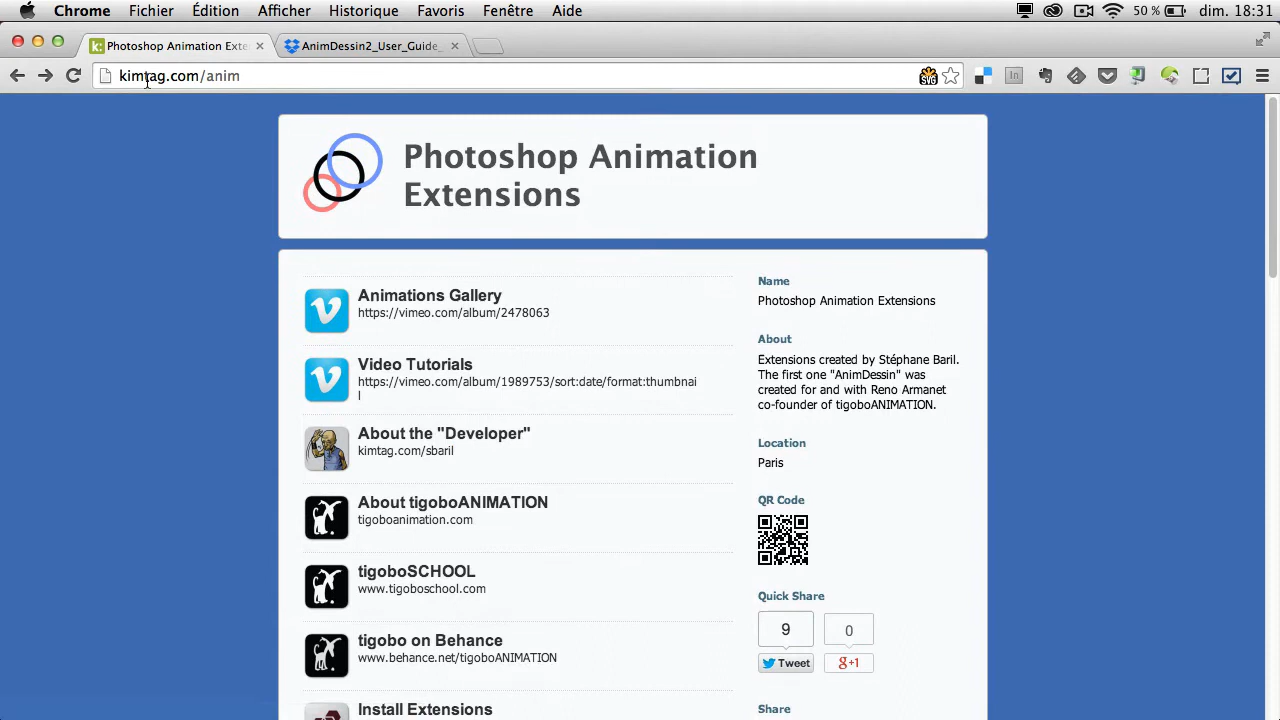 Chrome Fichier Édition Afficher Historique Favoris Fenêtre Aide 50 % dim. 18:31
k: Photoshop Animation Exte
AnimDessin2_User_Guide_
kimtag.com/anim
SVG
in
Photoshop Animation
Extensions
Animations Gallery
https://vimeo.com/album/2478063
Video Tutorials
https://vimeo.com/album/1989753/sort:date/format:thumbnai
l
About the "Developer"
kimtag.com/sbaril
About tigoboANIMATION
tigoboanimation.com
tigoboSCHOOL
www.tigoboschool.com
tigobo on Behance
www.behance.net/tigoboANIMATION
Install Extensions
Name
Photoshop Animation Extensions
About
Extensions created by Stéphane Baril.
The first one "AnimDessin" was
created for and with Reno Armanet
co-founder of tigoboANIMATION.
Location
Paris
QR Code
Quick Share
9 0
Tweet g+1
Share